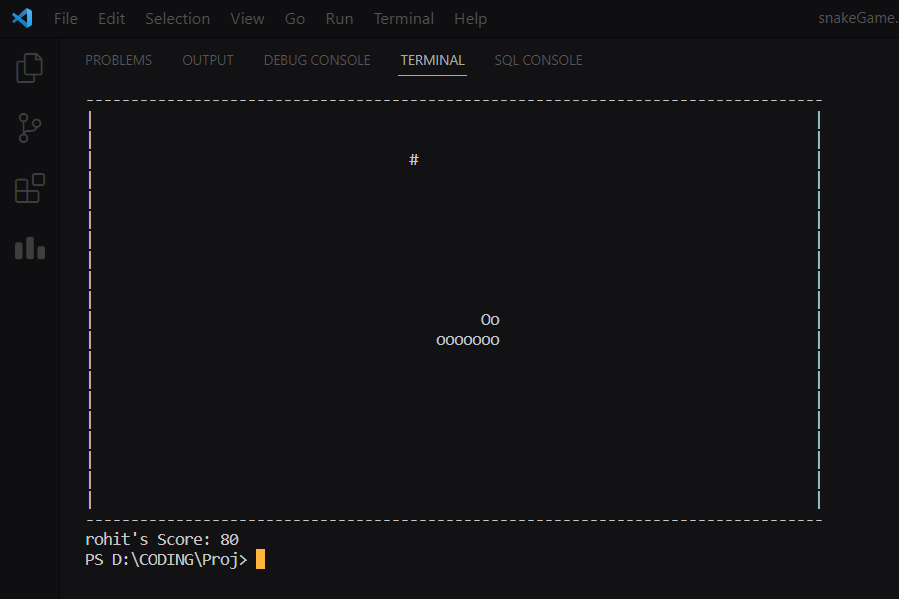 File Edit Selection View Go Run Terminal Help snakeGame.
PROBLEMS OUTPUT DEBUG CONSOLE TERMINAL SQL CONSOLE
#
Oo
ooooooo
rohit's Score: 80
PS D:\CODING\Proj>